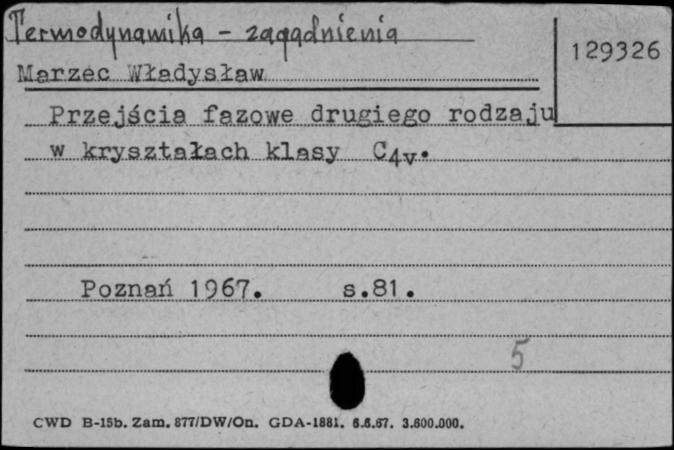 Termodynamika - zagadnienia
129326
Marzec Władysław
Przejścia fazowe drugiego rodzaju
w kryształach klasy C4v.
Poznań 1967. s.81.
5
CWD B-15b. Zam. 877/DW/On. GDA-1881. 6.6.67. 3.600.000.